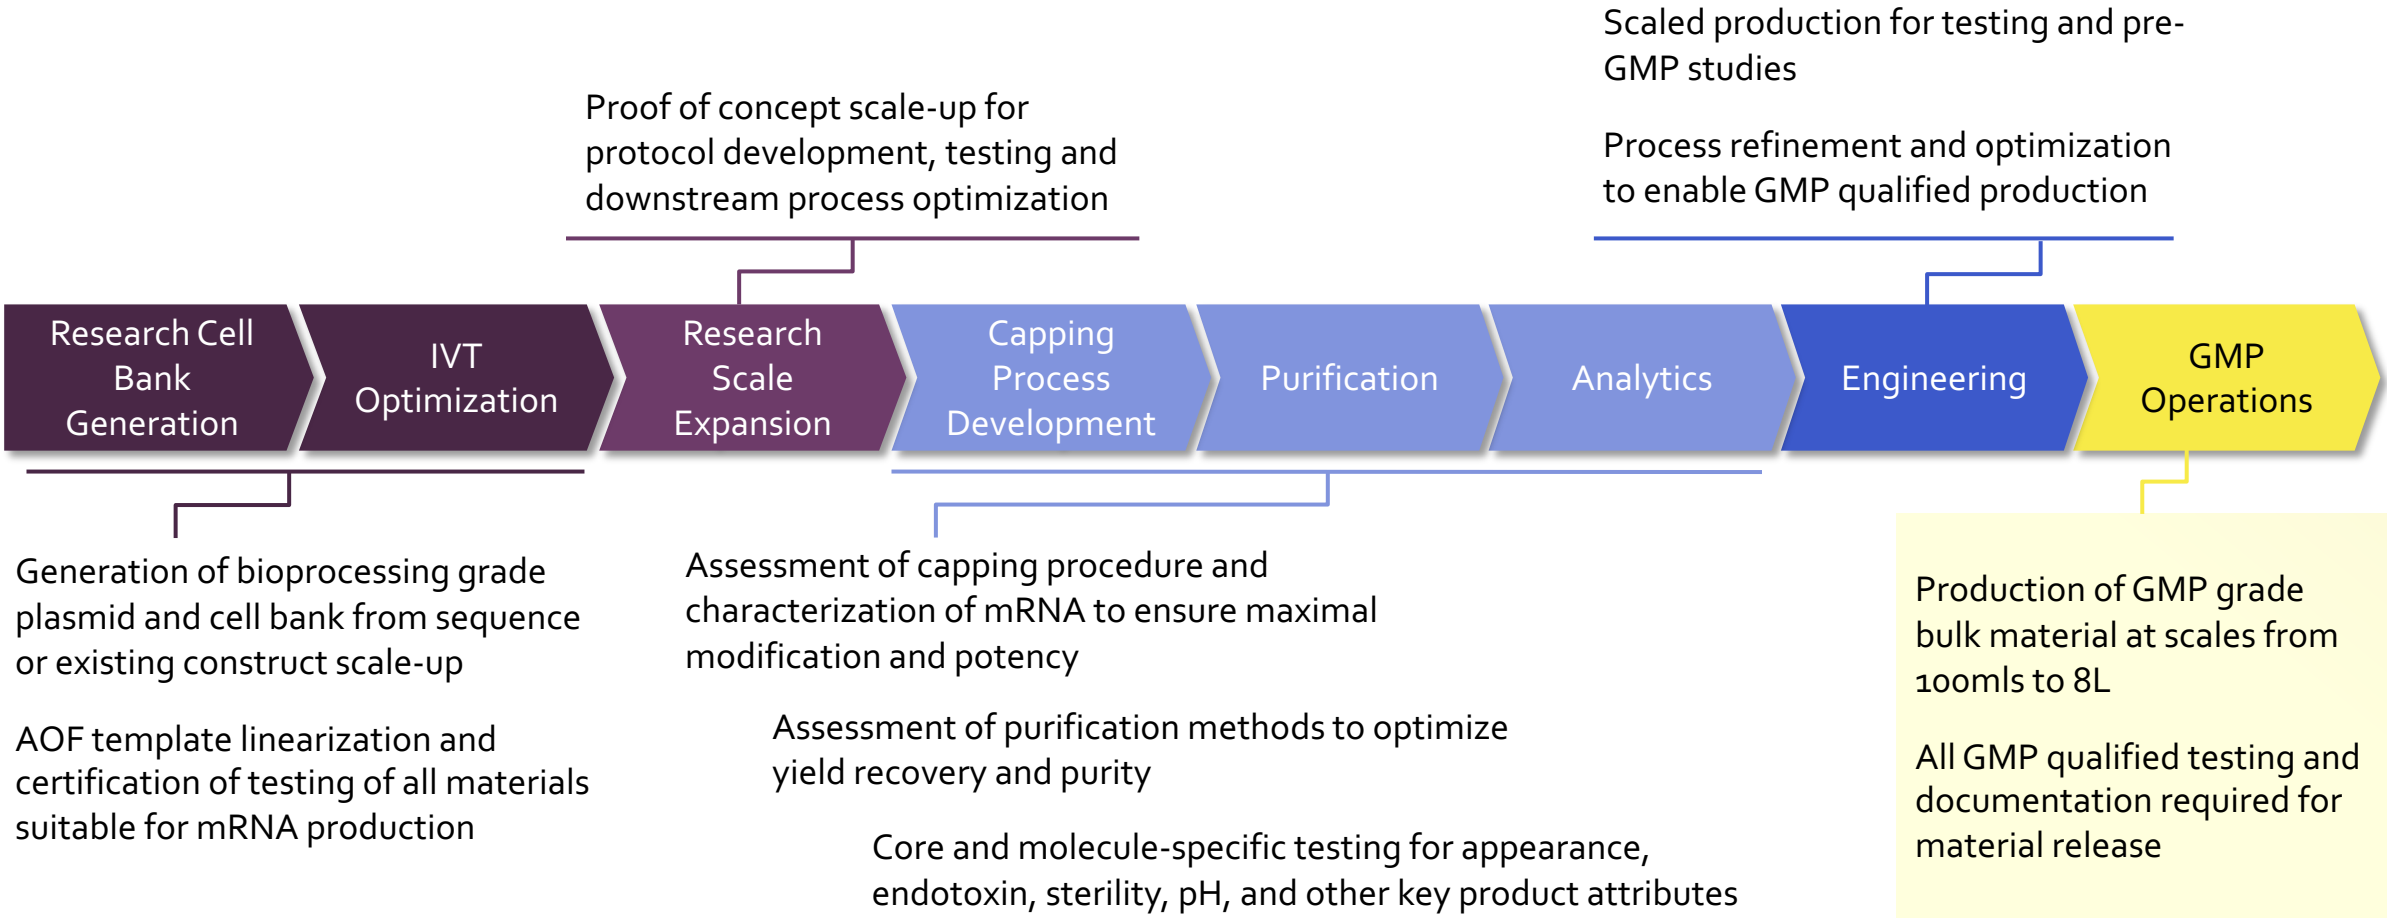 Scaled production for testing and pre-
GMP studies
Process refinement and optimization
to enable GMP qualified production
Proof of concept scale-up for
protocol development, testing and
downstream process optimization
Research Cell
Bank
Generation
IVT
Optimization
Research
Scale
Expansion
Capping
Process
Development
Purification
Analytics
Engineering
GMP
Operations
Generation of bioprocessing grade
plasmid and cell bank from sequence
or existing construct scale-up
AOF template linearization and
certification of testing of all materials
suitable for mRNA production
Assessment of capping procedure and
characterization of mRNA to ensure maximal
modification and potency
Assessment of purification methods to optimize
yield recovery and purity
Core and molecule-specific testing for appearance,
endotoxin, sterility, pH, and other key product attributes
Production of GMP grade
bulk material at scales from
100mls to 8L
All GMP qualified testing and
documentation required for
material release